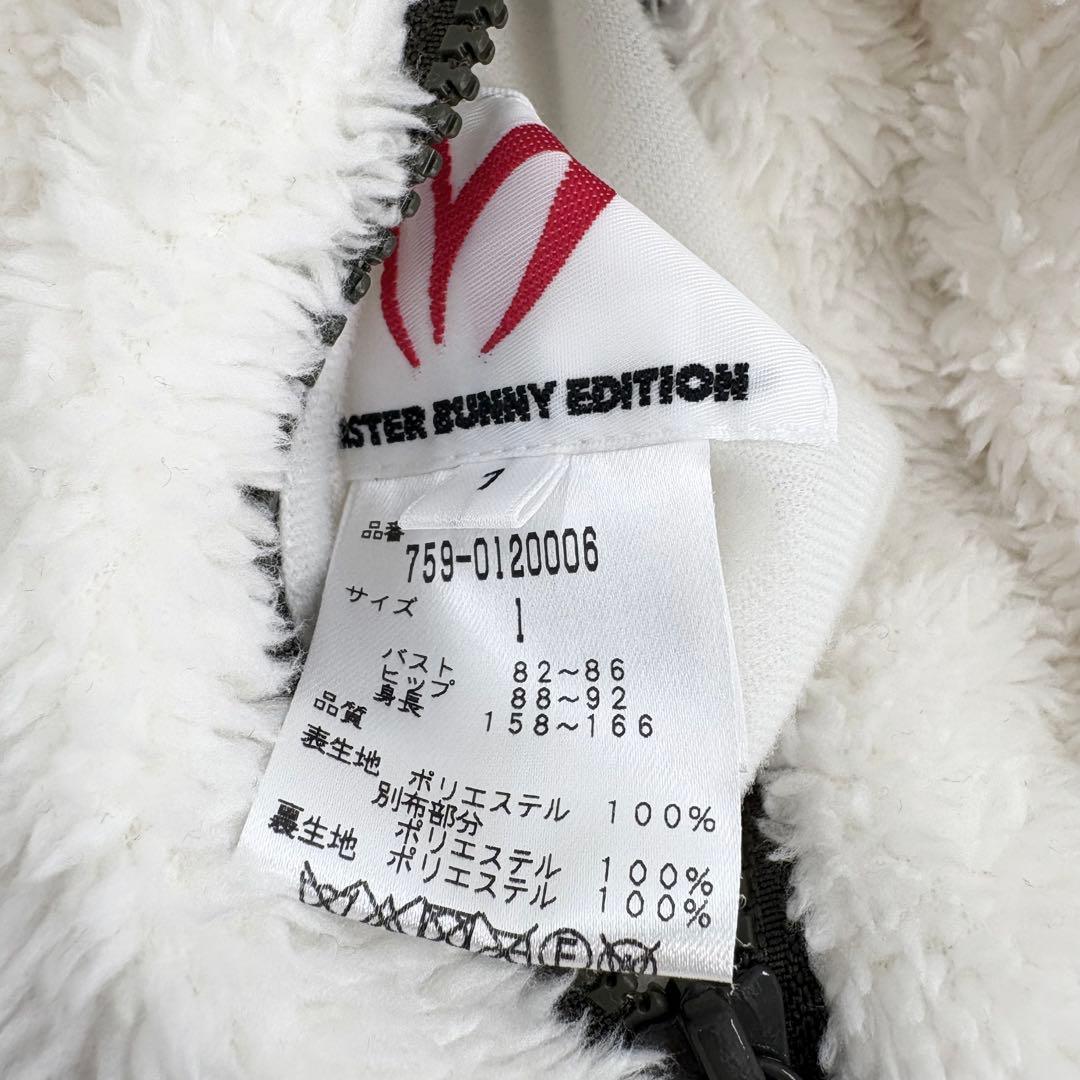 BUNNY EDITION
1
品番
759-0120006
サイズ 1
バスト 82~86
ヒップ 88~92
身長 158~166
品質
表生地 ポリエステル 100%
別布部分
ポリエステル 100%
裏生地 ポリエステル 100%
F